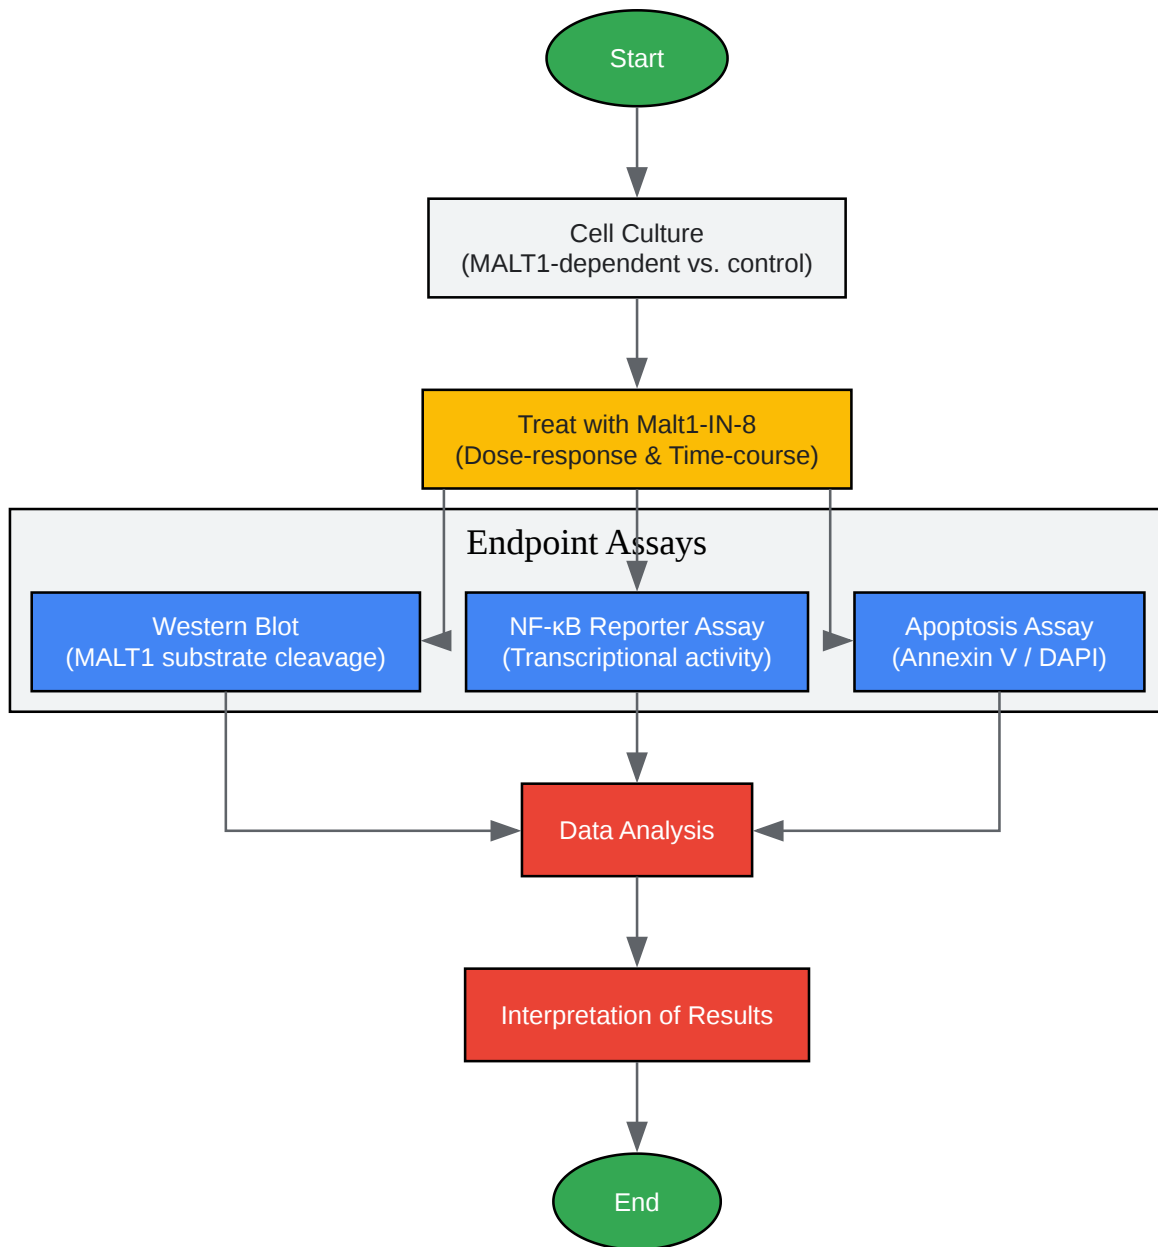 Start
Cell Culture
(MALT1-dependent vs. control)
Treat with Malt1-IN-8
(Dose-response & Time-course)
Endpoint Assays
Western Blot
(MALT1 substrate cleavage)
NF-κB Reporter Assay
(Transcriptional activity)
Apoptosis Assay
(Annexin V / DAPI)
Data Analysis
Interpretation of Results
End